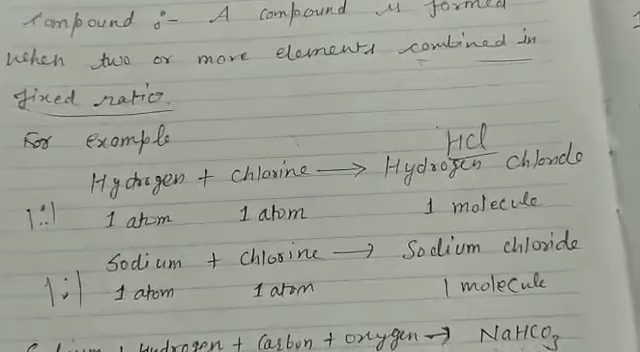 Compound :- A compound is formed
when two or more elements combined in
fixed ratio.
For example
HCl
Hydrogen + chlorine → Hydrogen chloride
1:1 1 atom 1 atom 1 molecule
Sodium + chlorine → Sodium chloride
1:1 1 atom 1 atom 1 molecule
+ Hydrogen + Carbon + oxygen → NaHCO3